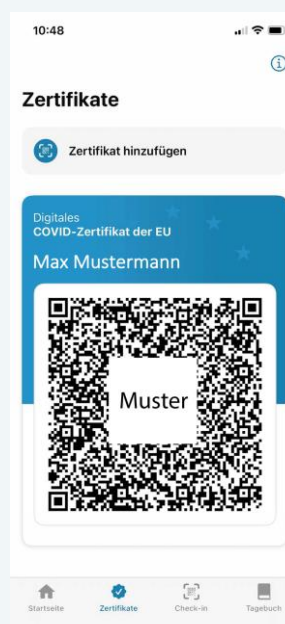 10:48
Zertifikate
Zertifikat hinzufügen
Digitales
COVID-Zertifikat der EU
Max Mustermann
Muster
Startseite
Zertifikate
Check-in
Tagebuch